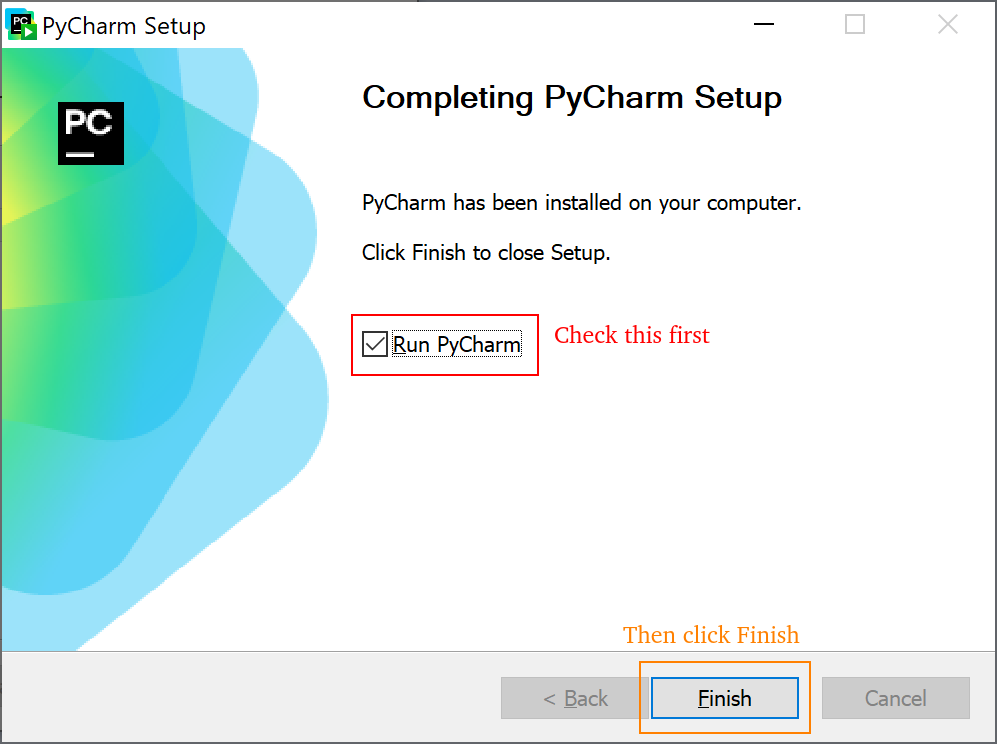 PC PyCharm Setup
PC
Completing PyCharm Setup
PyCharm has been installed on your computer.
Click Finish to close Setup.
Run PyCharm
Check this first
Then click Finish
< Back
Finish
Cancel